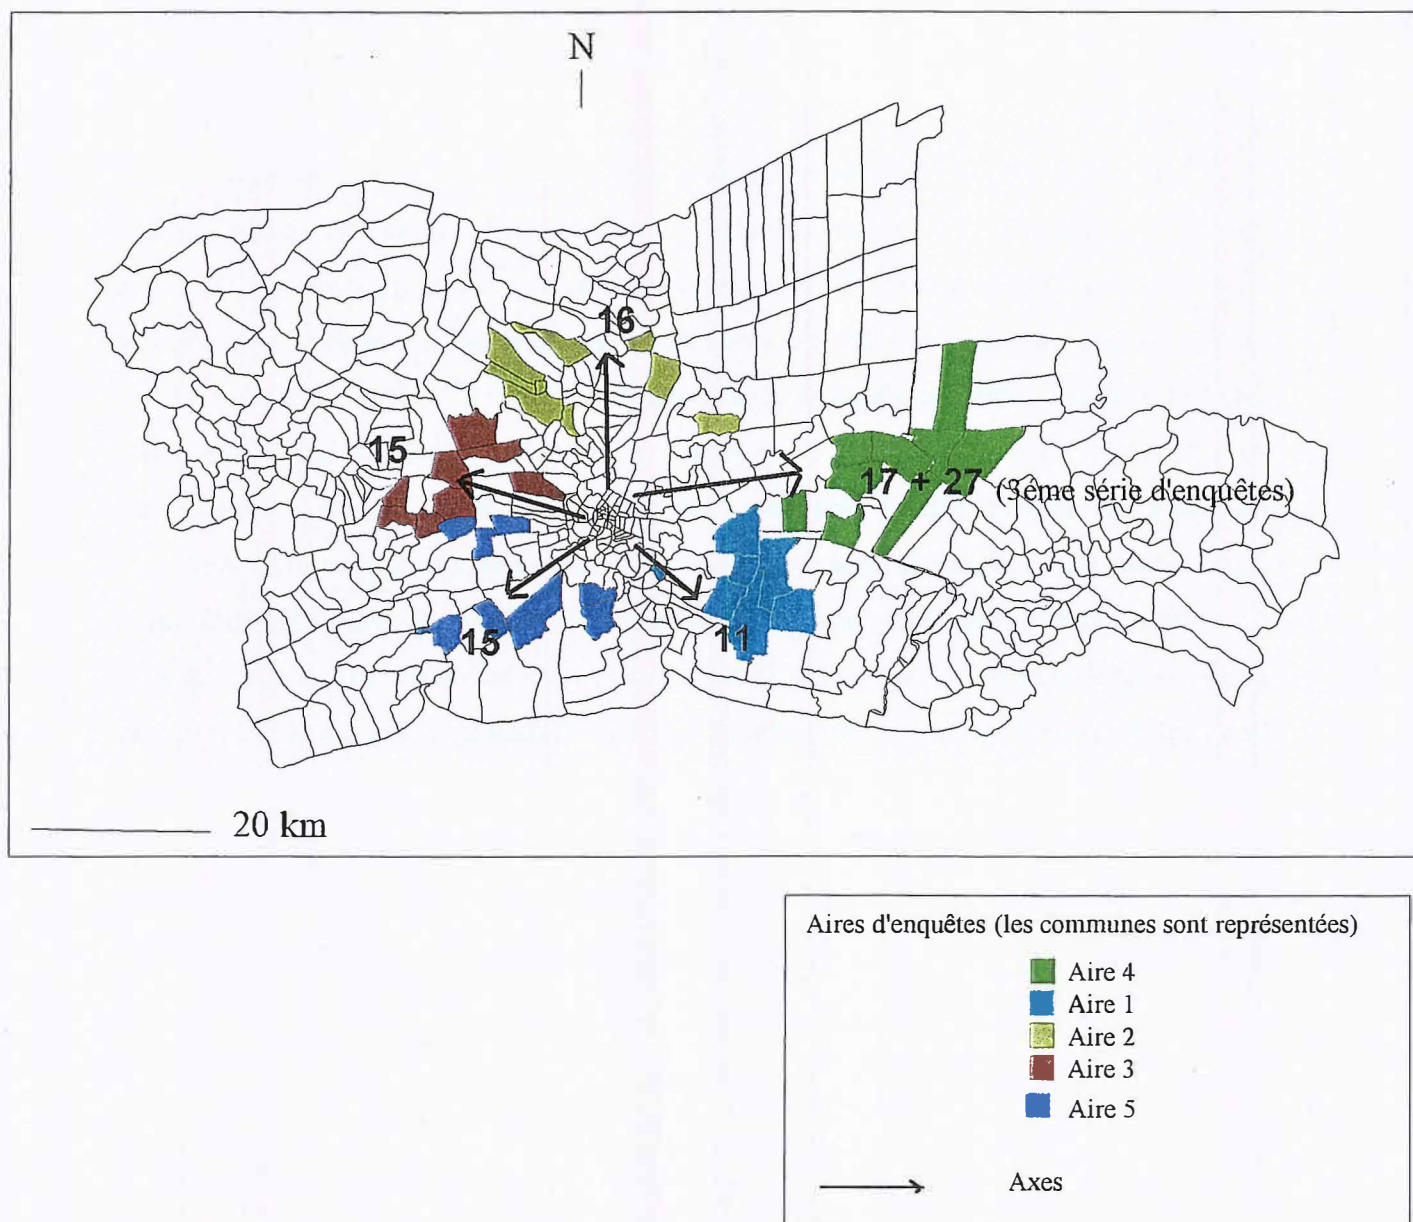 N
16
15
17 + 27 (3ême série d'enquêtes)
15
11
20 km
Aires d'enquêtes (les communes sont représentées)
Aire 4
Aire 1
Aire 2
Aire 3
Aire 5
Axes